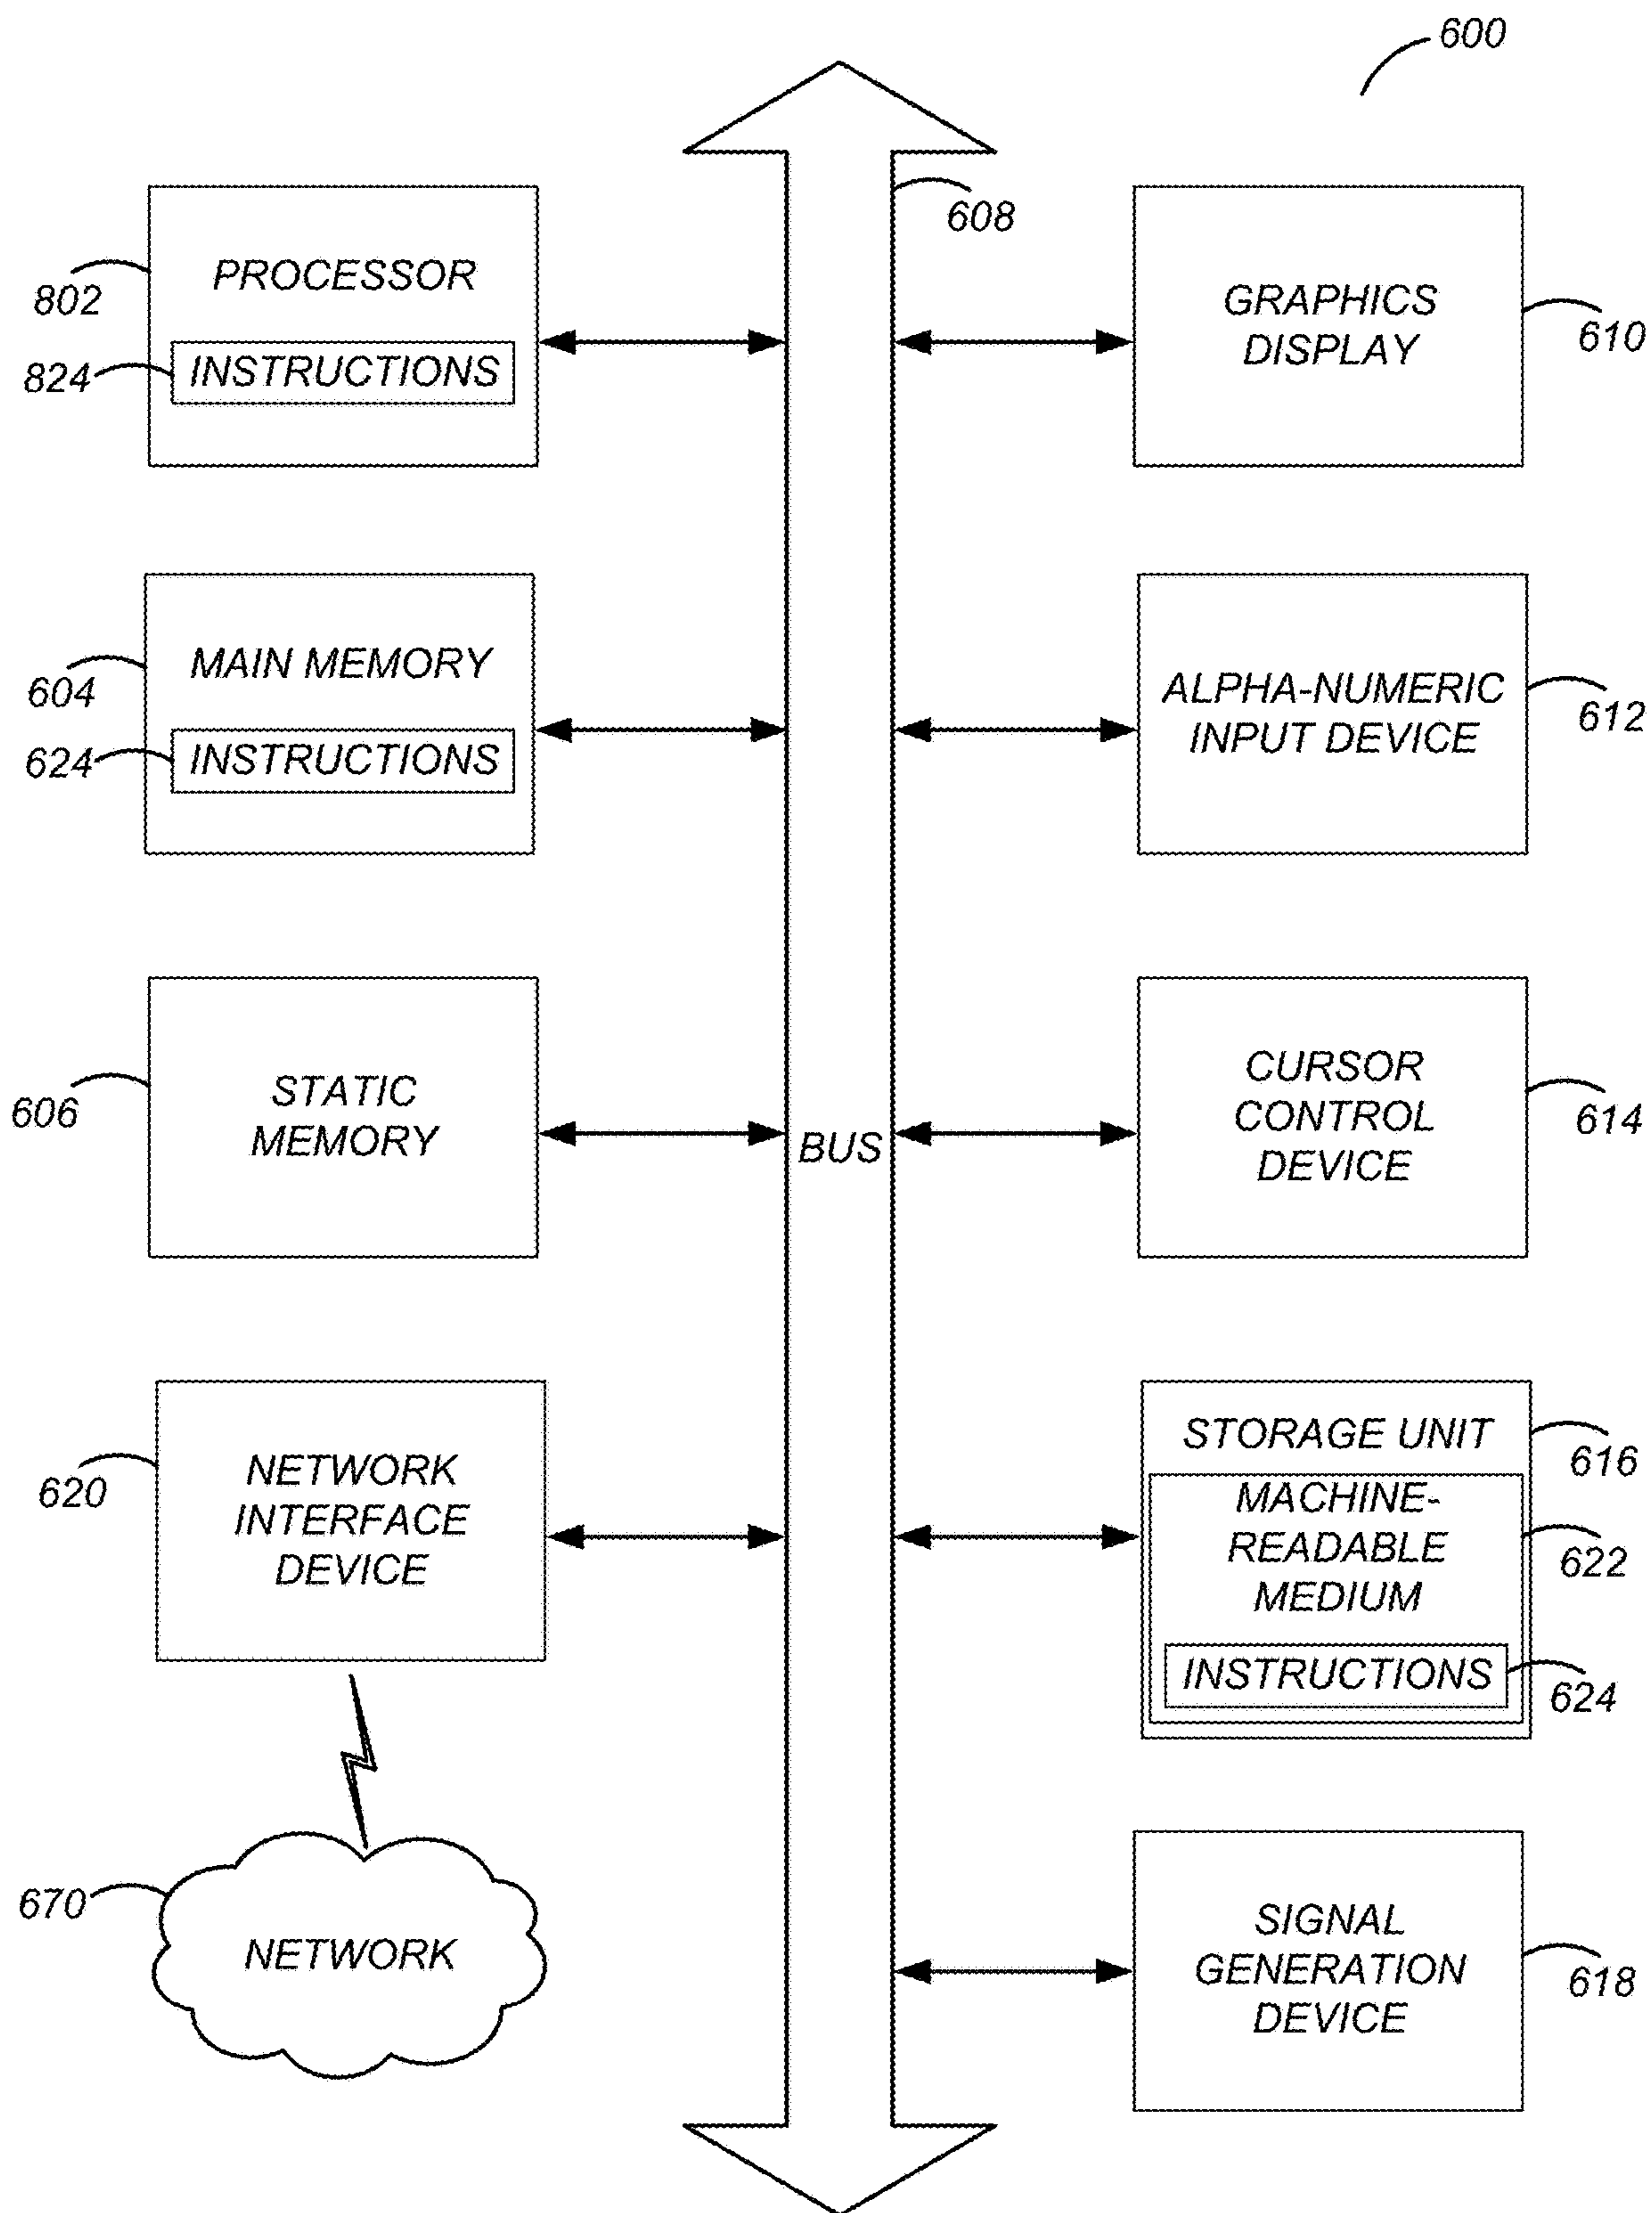 600
608
PROCESSOR
802
INSTRUCTIONS
824
GRAPHICS
DISPLAY
610
MAIN MEMORY
604
INSTRUCTIONS
624
ALPHA-NUMERIC
INPUT DEVICE
612
STATIC
MEMORY
606
BUS
CURSOR
CONTROL
DEVICE
614
NETWORK
INTERFACE
DEVICE
620
STORAGE UNIT
616
MACHINE-
READABLE
MEDIUM
622
INSTRUCTIONS
624
670
NETWORK
SIGNAL
GENERATION
DEVICE
618